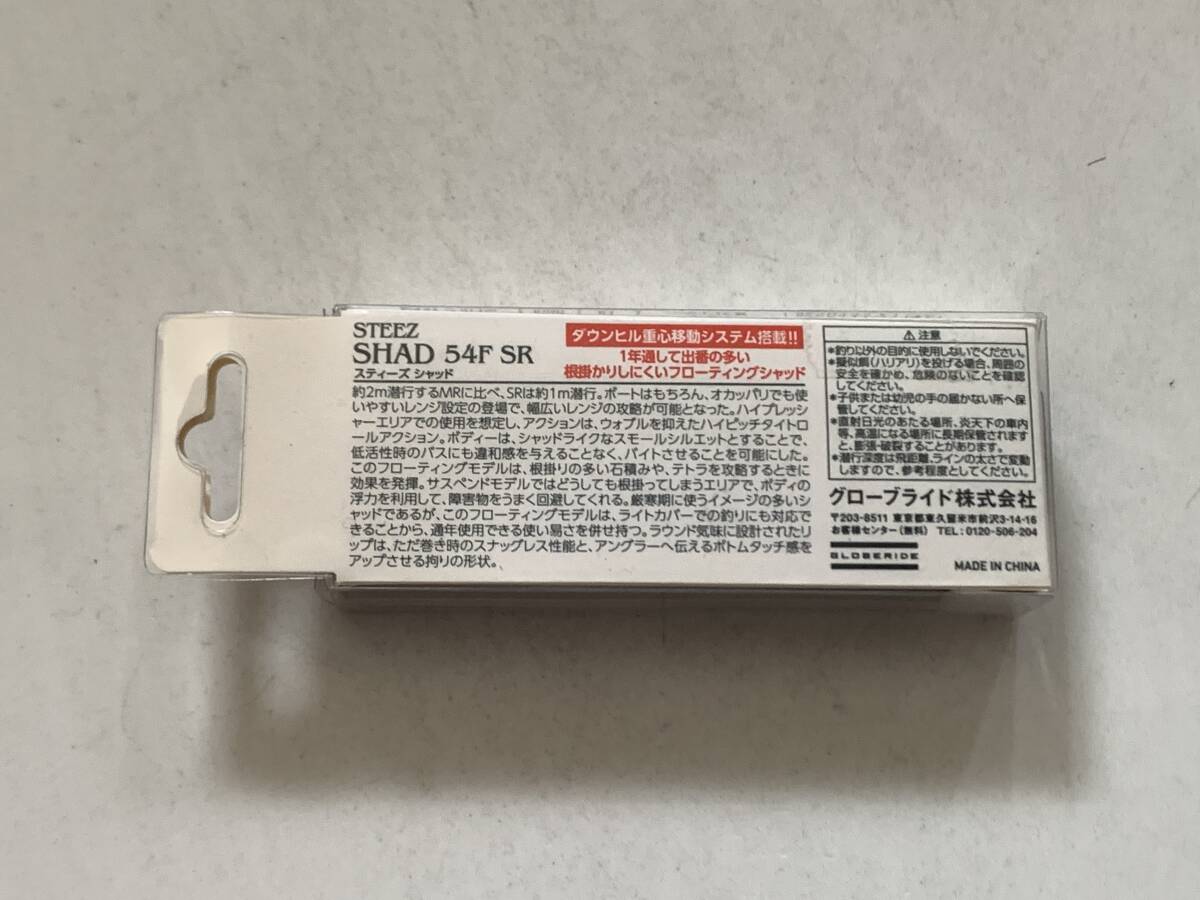 STEEZ
SHAD 54F SR
スティーズ シャッド
ダウンヒル重心移動システム搭載!!
1年通して出番の多い
根掛かりしにくいフローティングシャッド
約2m潜行するMRに比べ、SRは約1m潜行。ボートはもちろん、オカッパリでも使
いやすいレンジ設定の登場で、幅広いレンジの攻略が可能となった。ハイプレッシ
ャーエリアでの使用を想定し、アクションは、ウォブルを抑えたハイピッチタイトロ
ールアクション。ボディーは、シャッドライクなスモールシルエットとすることで、
低活性時のバスにも違和感を与えることなく、バイトさせることを可能にした。
このフローティングモデルは、根掛りの多い石積みや、テトラを攻略するときに
効果を発揮。サスペンドモデルではどうしても根掛ってしまうエリアで、ボディの
浮力を利用して、障害物をうまく回避してくれる。厳寒期に使うイメージの多いシ
ャッドであるが、このフローティングモデルは、ライトカバーでの釣りにも対応で
きることから、通年使用できる使い易さを併せ持つ。ラウンド気味に設計されたリ
ップは、ただ巻き時のスナッグレス性能と、アングラーへ伝えるボトムタッチ感を
アップさせる拘りの形状。
⚠ 注意
*釣り以外の目的に使用しないでください。
*擬似餌(ハリアリ)を投げる場合、周囲の
安全を確かめ、危険のないことを確認
してください。
*子供または幼児の手の届かない所へ保
管してください。
*直射日光のあたる場所、炎天下の車内
等、高温になる場所に長期保管されます
と、膨張・破裂することがあります。
*潜行深度は飛距離、ラインの太さで変動
しますので、参考程度としてください。
グローブライド株式会社
〒203-8511 東京都東久留米市前沢3-14-16
お客様センター(無料) TEL:0120-506-204
GLOBERIDE
MADE IN CHINA